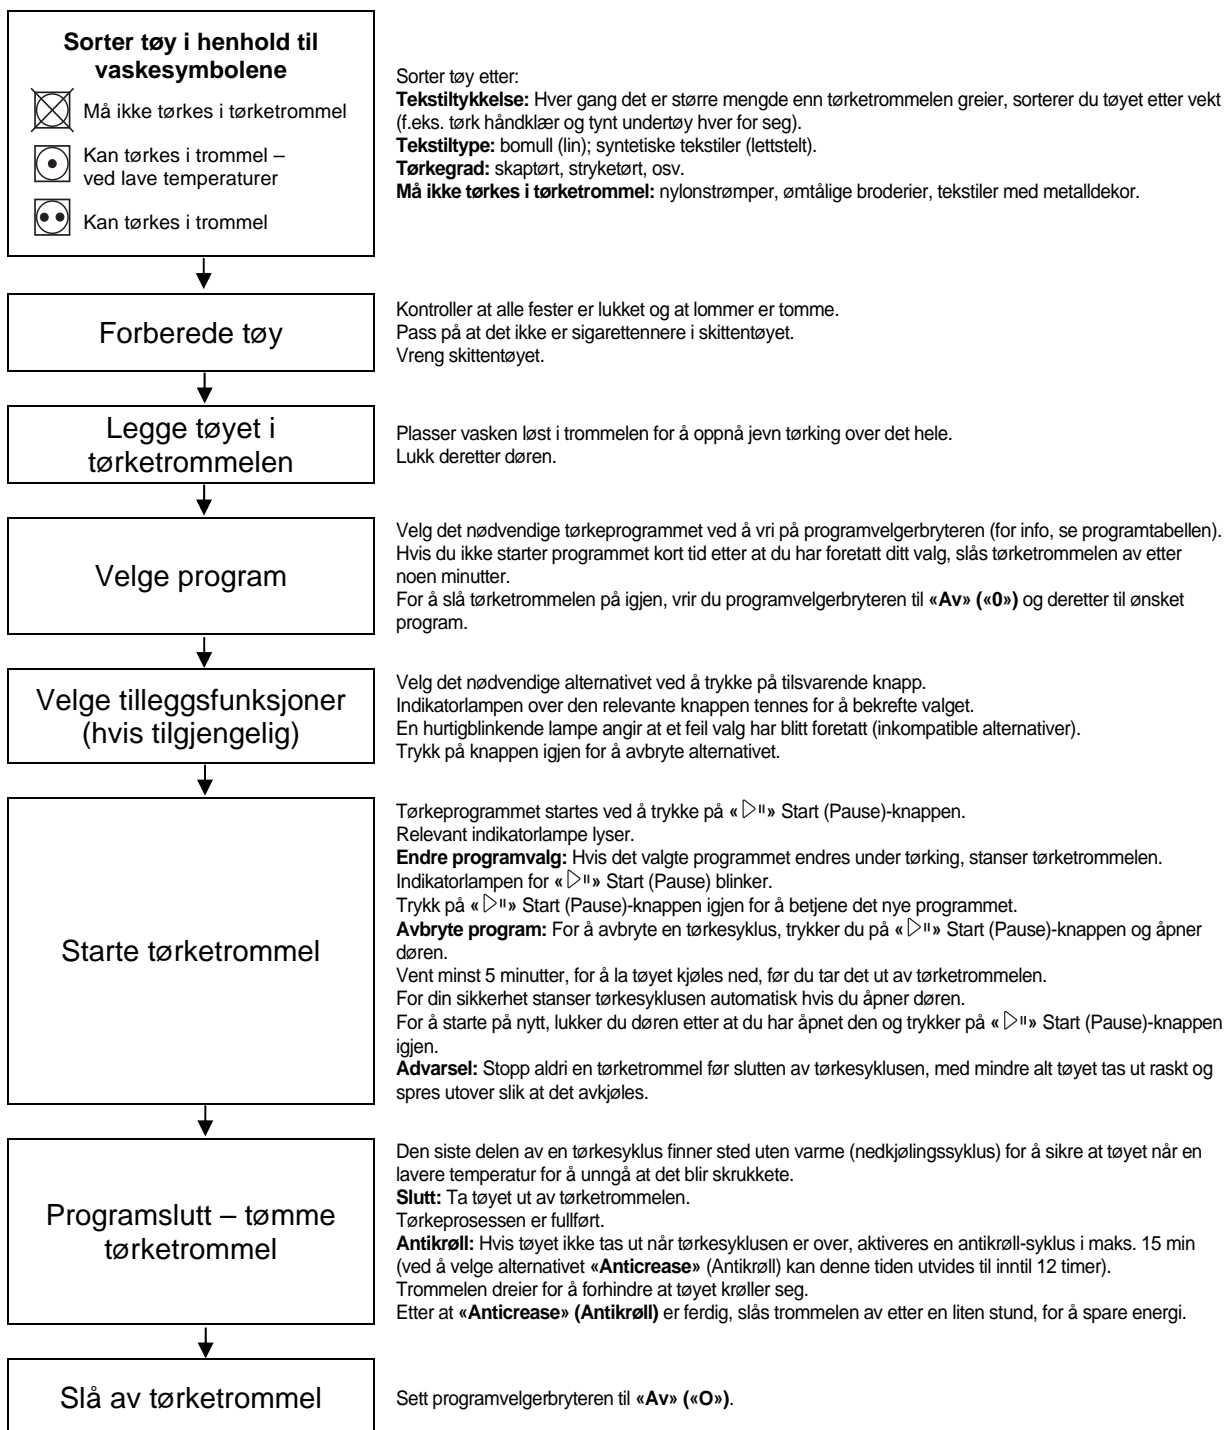 Sorter tøy i henhold til
vaskesymbolene
Må ikke tørkes i tørketrommel
Kan tørkes i trommel –
ved lave temperaturer
Kan tørkes i trommel
Sorter tøy etter:
Tekstiltykkelse: Hver gang det er større mengde enn tørketrommelen greier, sorterer du tøyet etter vekt
(f.eks. tørk håndklær og tynt undertøy hver for seg).
Tekstiltype: bomull (lin); syntetiske tekstiler (lettstelt).
Tørkegrad: skaptørt, stryketørt, osv.
Må ikke tørkes i tørketrommel: nylonstrømper, ømtålige broderier, tekstiler med metalldekor.
Forberede tøy
Kontroller at alle fester er lukket og at lommer er tomme.
Pass på at det ikke er sigarettennere i skittentøyet.
Vreng skittentøyet.
Legge tøyet i
tørketrommelen
Plasser vasken løst i trommelen for å oppnå jevn tørking over det hele.
Lukk deretter døren.
Velge program
Velg det nødvendige tørkeprogrammet ved å vri på programvelgerbryteren (for info, se programtabellen).
Hvis du ikke starter programmet kort tid etter at du har foretatt ditt valg, slås tørketrommelen av etter
noen minutter.
For å slå tørketrommelen på igjen, vrir du programvelgerbryteren til «Av» («0») og deretter til ønsket
program.
Velge tilleggsfunksjoner
(hvis tilgjengelig)
Velg det nødvendige alternativet ved å trykke på tilsvarende knapp.
Indikatorlampen over den relevante knappen tennes for å bekrefte valget.
En hurtigblinkende lampe angir at et feil valg har blitt foretatt (inkompatible alternativer).
Trykk på knappen igjen for å avbryte alternativet.
Starte tørketrommel
Tørkeprogrammet startes ved å trykke på «▷ıı» Start (Pause)-knappen.
Relevant indikatorlampe lyser.
Endre programvalg: Hvis det valgte programmet endres under tørking, stanser tørketrommelen.
Indikatorlampen for «▷ıı» Start (Pause) blinker.
Trykk på «▷ıı» Start (Pause)-knappen igjen for å betjene det nye programmet.
Avbryte program: For å avbryte en tørkesyklus, trykker du på «▷ıı» Start (Pause)-knappen og åpner
døren.
Vent minst 5 minutter, for å la tøyet kjøles ned, før du tar det ut av tørketrommelen.
For din sikkerhet stanser tørkesyklusen automatisk hvis du åpner døren.
For å starte på nytt, lukker du døren etter at du har åpnet den og trykker på «▷ıı» Start (Pause)-knappen
igjen.
Advarsel: Stopp aldri en tørketrommel før slutten av tørkesyklusen, med mindre alt tøyet tas ut raskt og
spres utover slik at det avkjøles.
Programslutt – tømme
tørketrommel
Den siste delen av en tørkesyklus finner sted uten varme (nedkjølingssyklus) for å sikre at tøyet når en
lavere temperatur for å unngå at det blir skrukkete.
Slutt: Ta tøyet ut av tørketrommelen.
Tørkeprosessen er fullført.
Antikrøll: Hvis tøyet ikke tas ut når tørkesyklusen er over, aktiveres en antikrøll-syklus i maks. 15 min
(ved å velge alternativet «Anticrease» (Antikrøll) kan denne tiden utvides til inntil 12 timer).
Trommelen dreier for å forhindre at tøyet krøller seg.
Etter at «Anticrease» (Antikrøll) er ferdig, slås trommelen av etter en liten stund, for å spare energi.
Slå av tørketrommel
Sett programvelgerbryteren til «Av» («O»).